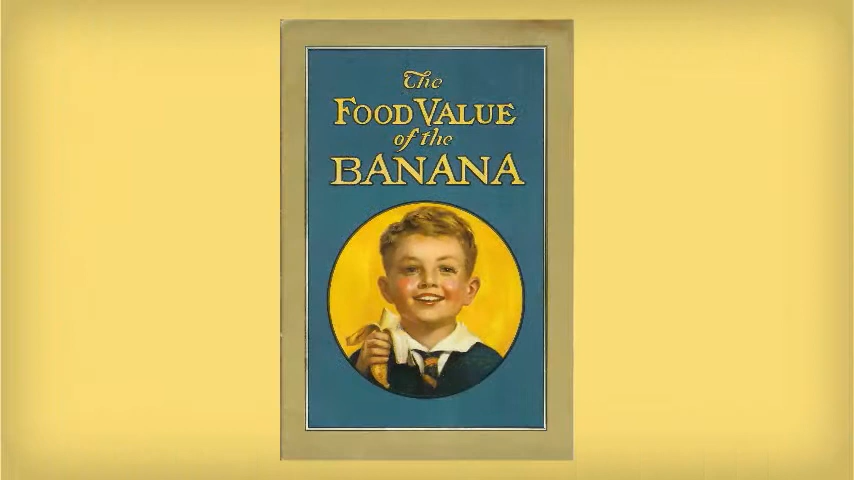 The
FOOD VALUE
of the
BANANA